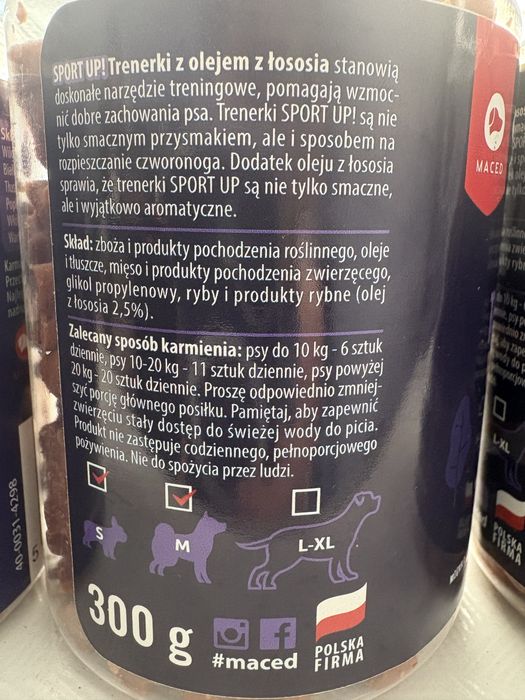 SPORT UP! Trenerki z olejem z łososia stanowią
doskonałe narzędzie treningowe, pomagają wzmoc-
nić dobre zachowania psa. Trenerki SPORT UP! są nie
tylko smacznym przysmakiem, ale i sposobem na
rozpieszczanie czworonoga. Dodatek oleju z łososia
sprawia, że trenerki SPORT UP są nie tylko smaczne,
ale i wyjątkowo aromatyczne.
MACED
Skład: zboża i produkty pochodzenia roślinnego, oleje
i tłuszcze, mięso i produkty pochodzenia zwierzęcego,
glikol propylenowy, ryby i produkty rybne (olej
z łososia 2,5%).
Zalecany sposób karmienia: psy do 10 kg - 6 sztuk
dziennie, psy 10-20 kg - 11 sztuk dziennie, psy powyżej
20 kg - 20 sztuk dziennie. Proszę odpowiednio zmniej-
szyć porcję głównego posiłku. Pamiętaj, aby zapewnić
zwierzęciu stały dostęp do świeżej wody do picia.
Produkt nie zastępuje codziennego, pełnoporcjowego
pożywienia. Nie do spożycia przez ludzi.
S
M
L-XL
300 g
#maced
POLSKA
FIRMA
40-0031-4298
L-XL
POLSKA
FIRMA